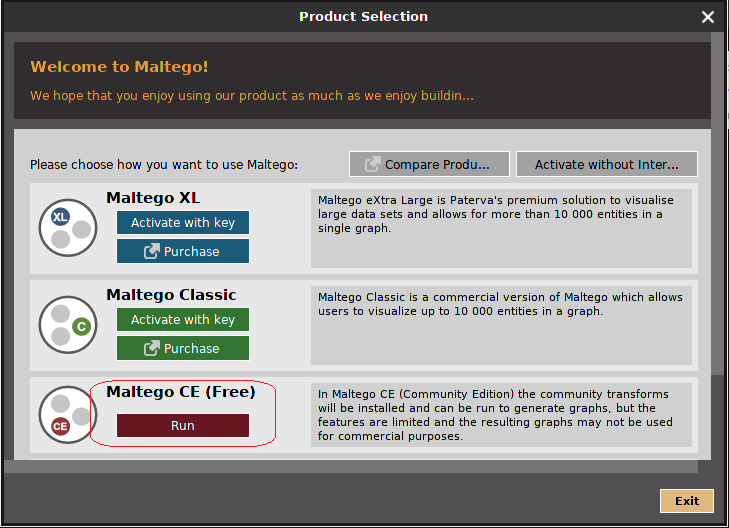 Product Selection
Welcome to Maltego!
We hope that you enjoy using our product as much as we enjoy buildin...
Please choose how you want to use Maltego:
Compare Produ...
Activate without Inter...
Maltego XL
XL
Activate with key
Purchase
Maltego eXtra Large is Paterva's premium solution to visualise
large data sets and allows for more than 10 000 entities in a
single graph.
Maltego Classic
C
Activate with key
Purchase
Maltego Classic is a commercial version of Maltego which allows
users to visualize up to 10 000 entities in a graph.
Maltego CE (Free)
CE
Run
In Maltego CE (Community Edition) the community transforms
will be installed and can be run to generate graphs, but the
features are limited and the resulting graphs may not be used
for commercial purposes.
Exit